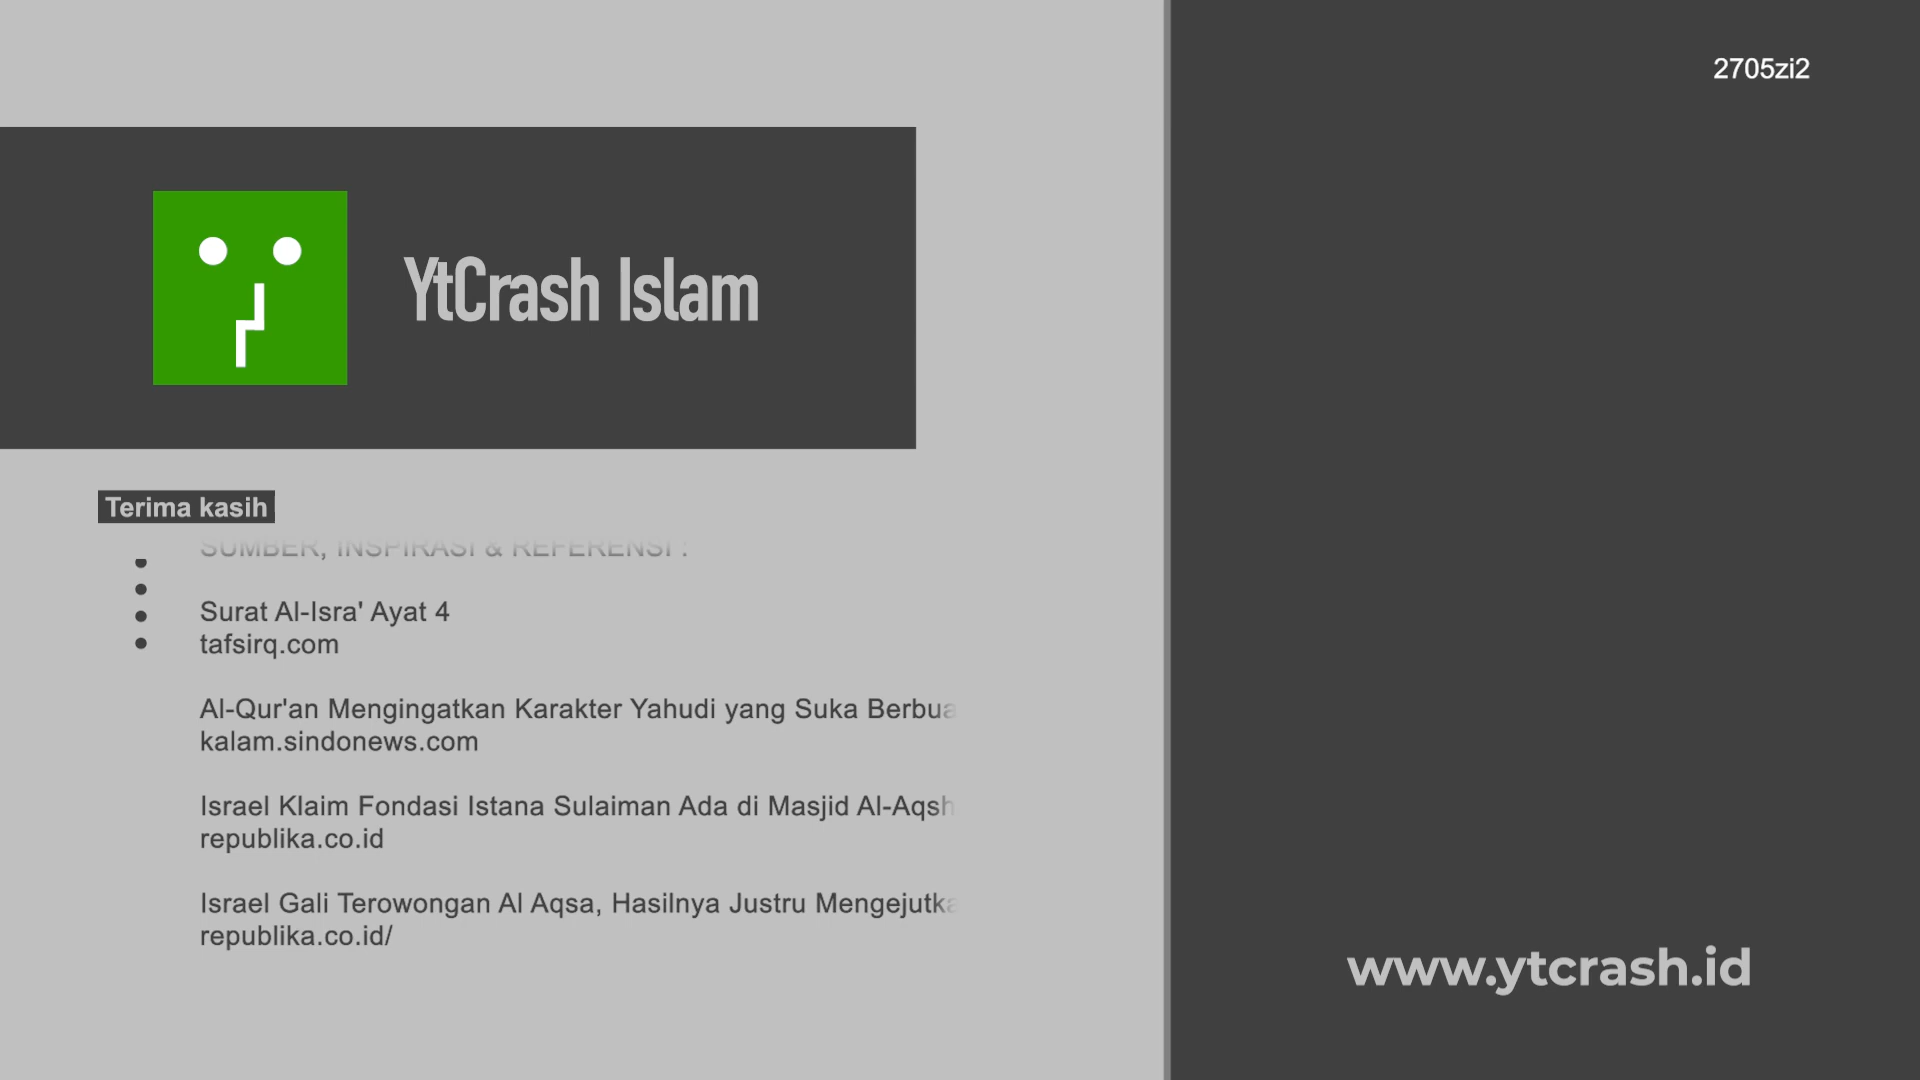 2705zi2
YtCrash Islam
Terima kasih
SUMBER, INSPIRASI & REFERENSI :
Surat Al-Isra' Ayat 4
tafsirq.com
Al-Qur'an Mengingatkan Karakter Yahudi yang Suka
kalam.sindonews.com
Israel Klaim Fondasi Istana Sulaiman Ada di Masjid
republika.co.id
Israel Gali Terowongan Al Aqsa, Hasilnya Justru
republika.co.id/
www.ytcrash.id